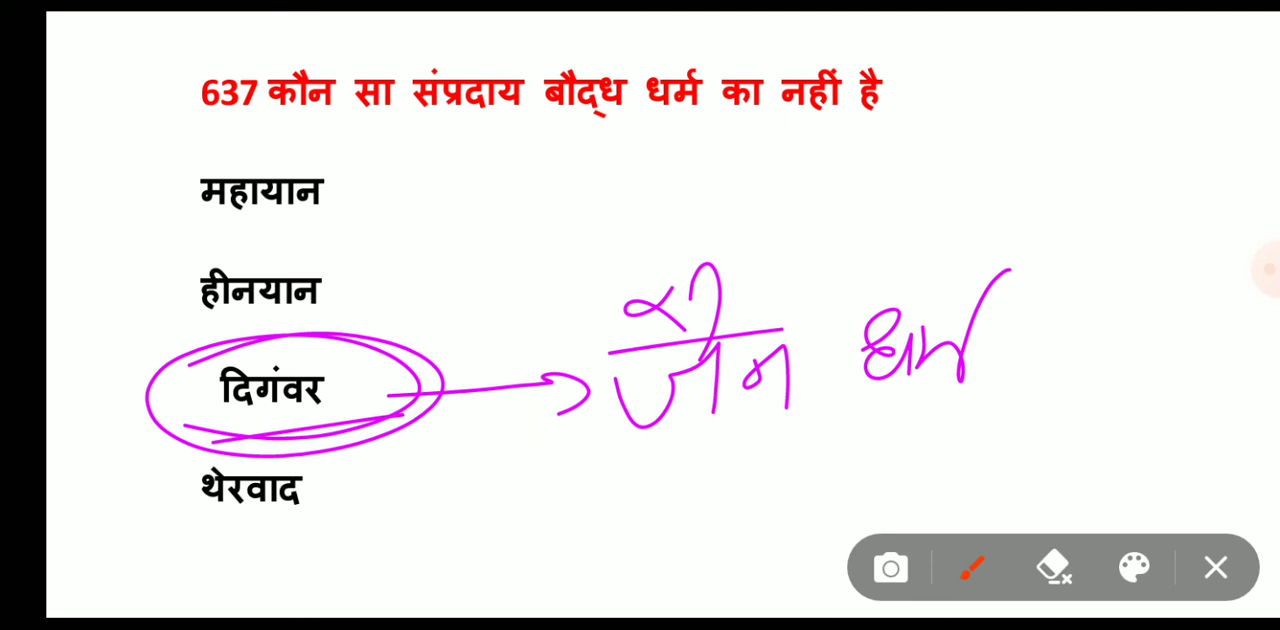 637 कौन सा संप्रदाय बौद्ध धर्म का नहीं है
महायान
हीनयान
दिगंवर
जैन धर्म
थेरवाद